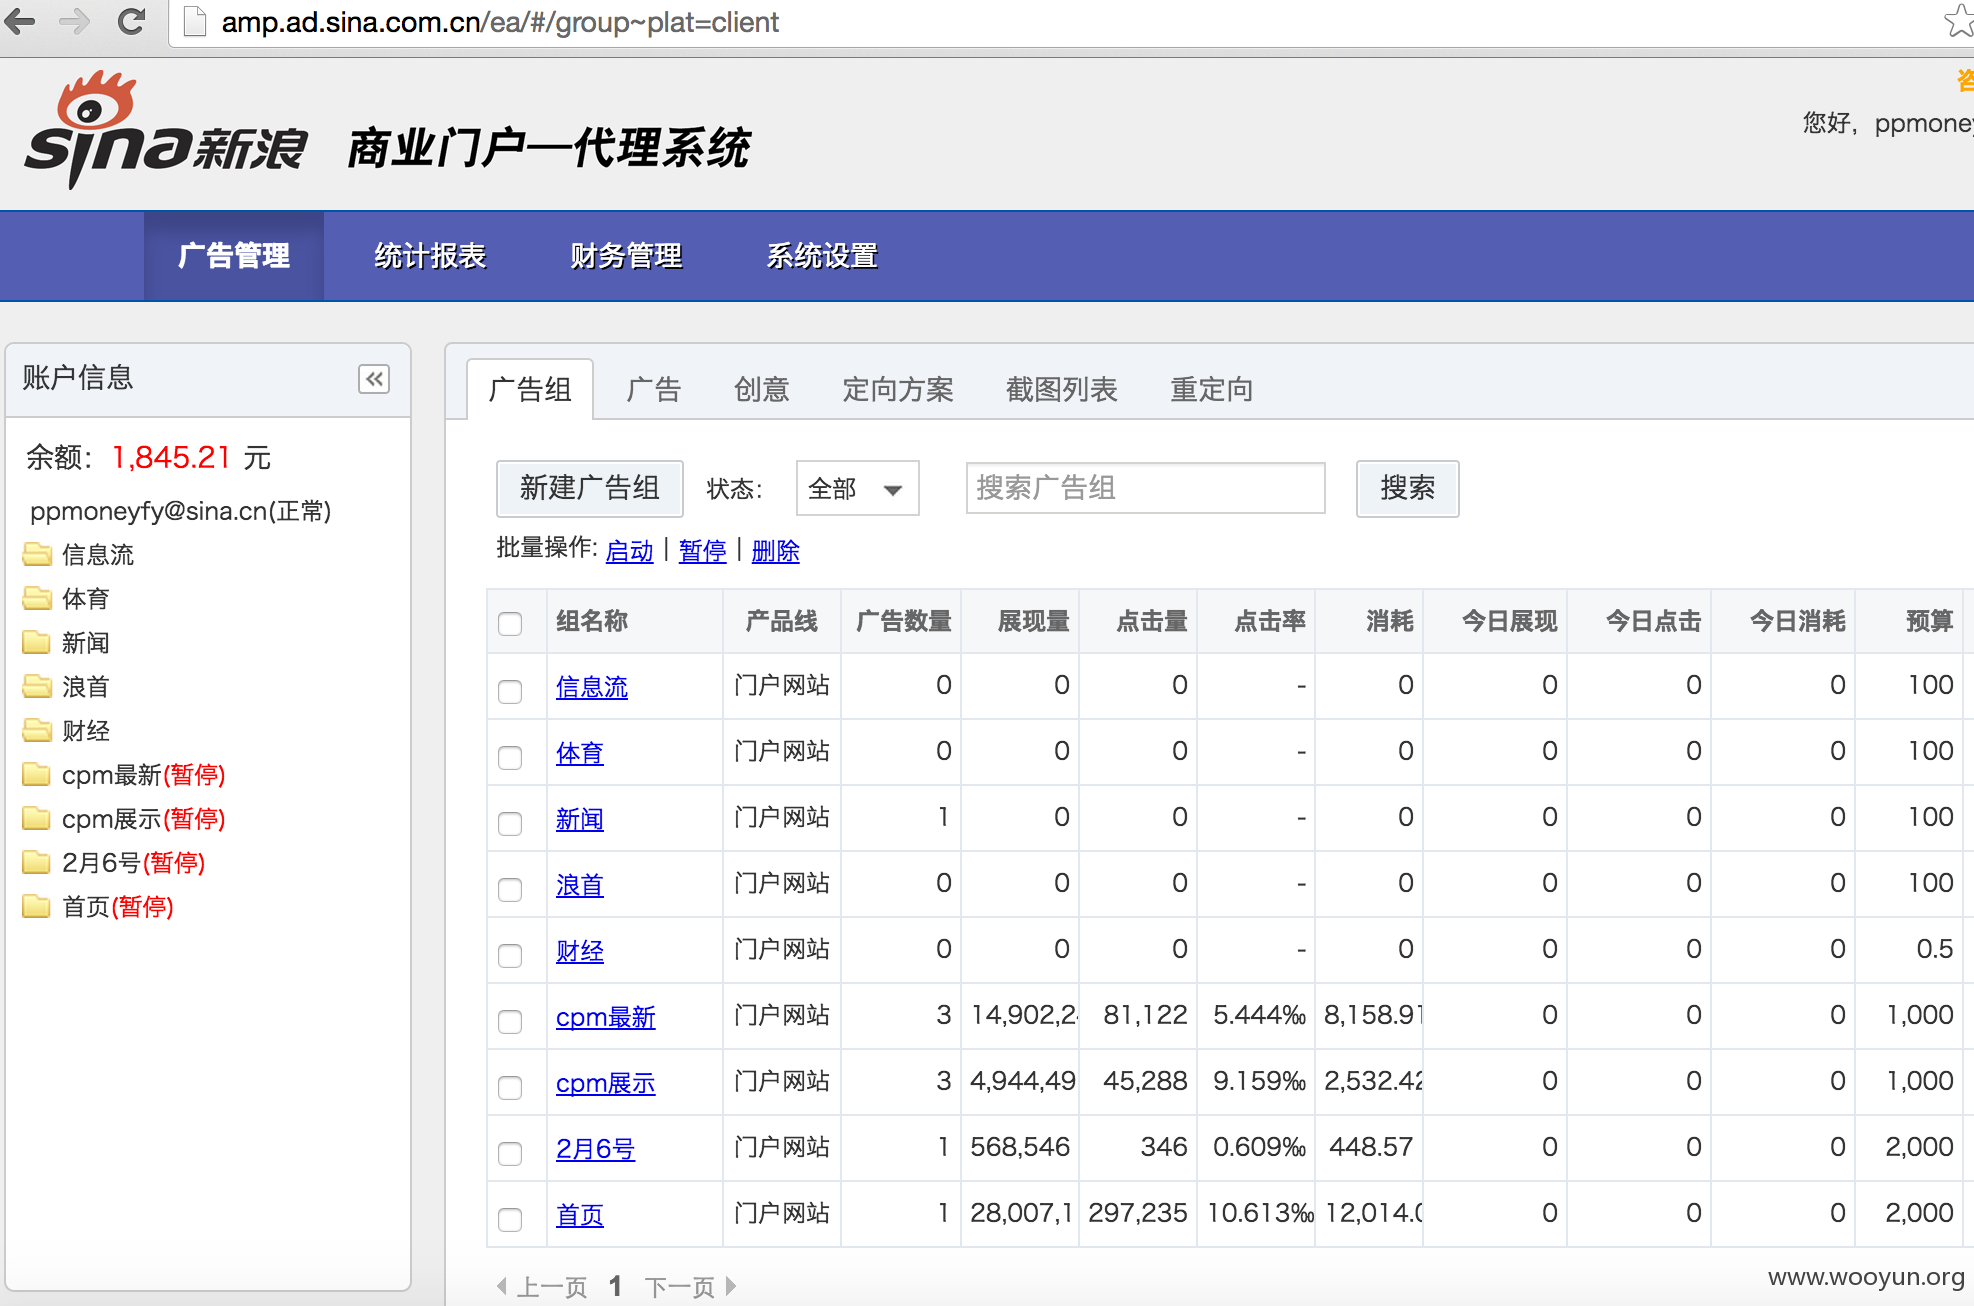 amp.ad.sina.com.cn/ea/#/group~plat=client
咨
sina新浪 商业门户—代理系统
您好，ppmoney
广告管理 统计报表 财务管理 系统设置
账户信息
余额：1,845.21 元
ppmoneyfy@sina.cn(正常)
信息流
体育
新闻
浪首
财经
cpm最新(暂停)
cpm展示(暂停)
2月6号(暂停)
首页(暂停)
广告组 广告 创意 定向方案 截图列表 重定向
新建广告组 状态: 全部 搜索广告组 搜索
批量操作: 启动 | 暂停 | 删除
组名称 产品线 广告数量 展现量 点击量 点击率 消耗 今日展现 今日点击 今日消耗 预算
信息流 门户网站 0 0 0 - 0 0 0 0 100
体育 门户网站 0 0 0 - 0 0 0 0 100
新闻 门户网站 1 0 0 - 0 0 0 0 100
浪首 门户网站 0 0 0 - 0 0 0 0 100
财经 门户网站 0 0 0 - 0 0 0 0 0.5
cpm最新 门户网站 3 14,902,2 81,122 5.444‰ 8,158.91 0 0 0 1,000
cpm展示 门户网站 3 4,944,49 45,288 9.159‰ 2,532.42 0 0 0 1,000
2月6号 门户网站 1 568,546 346 0.609‰ 448.57 0 0 0 2,000
首页 门户网站 1 28,007,1 297,235 10.613‰ 12,014.0 0 0 0 2,000
上一页 1 下一页
www.wooyun.org